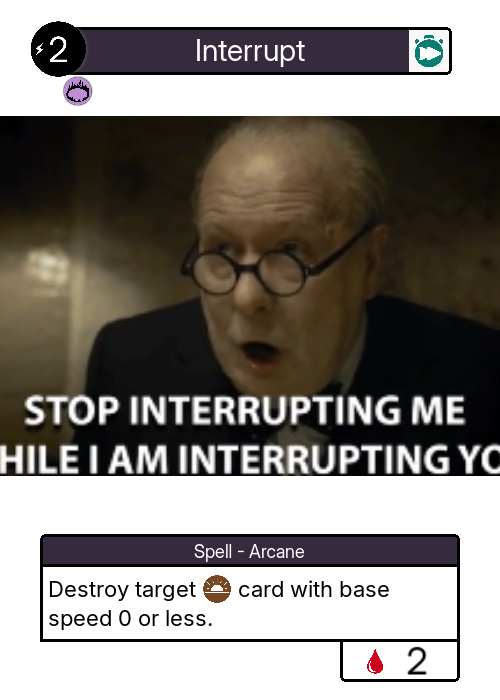 2
Interrupt
STOP INTERRUPTING ME
HILE I AM INTERRUPTING YO
Spell - Arcane
Destroy target card with base
speed 0 or less.
2